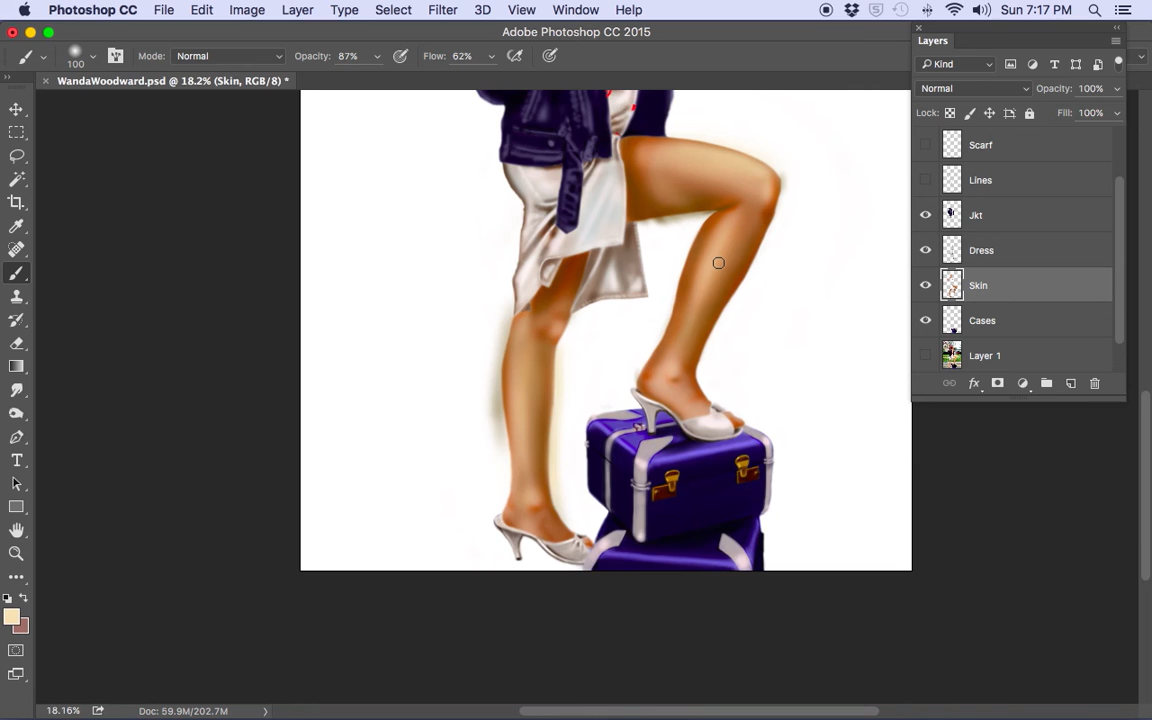 Photoshop CC File Edit Image Layer Type Select Filter 3D View Window Help Sun 7:17 PM
Adobe Photoshop CC 2015
100 Mode: Normal Opacity: 87% Flow: 62%
WandaWoodward.psd @ 18.2% (Skin, RGB/8) *
Layers
Kind
Normal Opacity: 100%
Lock: Fill: 100%
Scarf
Lines
Jkt
Dress
Skin
Cases
Layer 1
18.16% Doc: 59.9M/202.7M